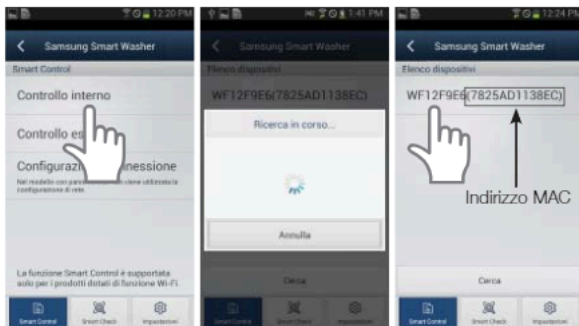 12:20 PM
Samsung Smart Washer
Smart Control
Controllo interno
Controllo es
Configurazi nnessione
La funzione Smart Control è supportata
solo per i prodotti dotati di funzione Wi-Fi.
Smart Control Smart Check Impostazioni
1:41 PM
Samsung Smart Washer
Elenco dispositivi
WF12F9E6(7825AD1138EC)
Ricerca in corso...
Annulla
Cerca
Smart Control Smart Check Impostazioni
12:24 PM
Samsung Smart Washer
Elenco dispositivi
WF12F9E6(7825AD1138EC)
Indirizzo MAC
Cerca
Smart Control Smart Check Impostazioni